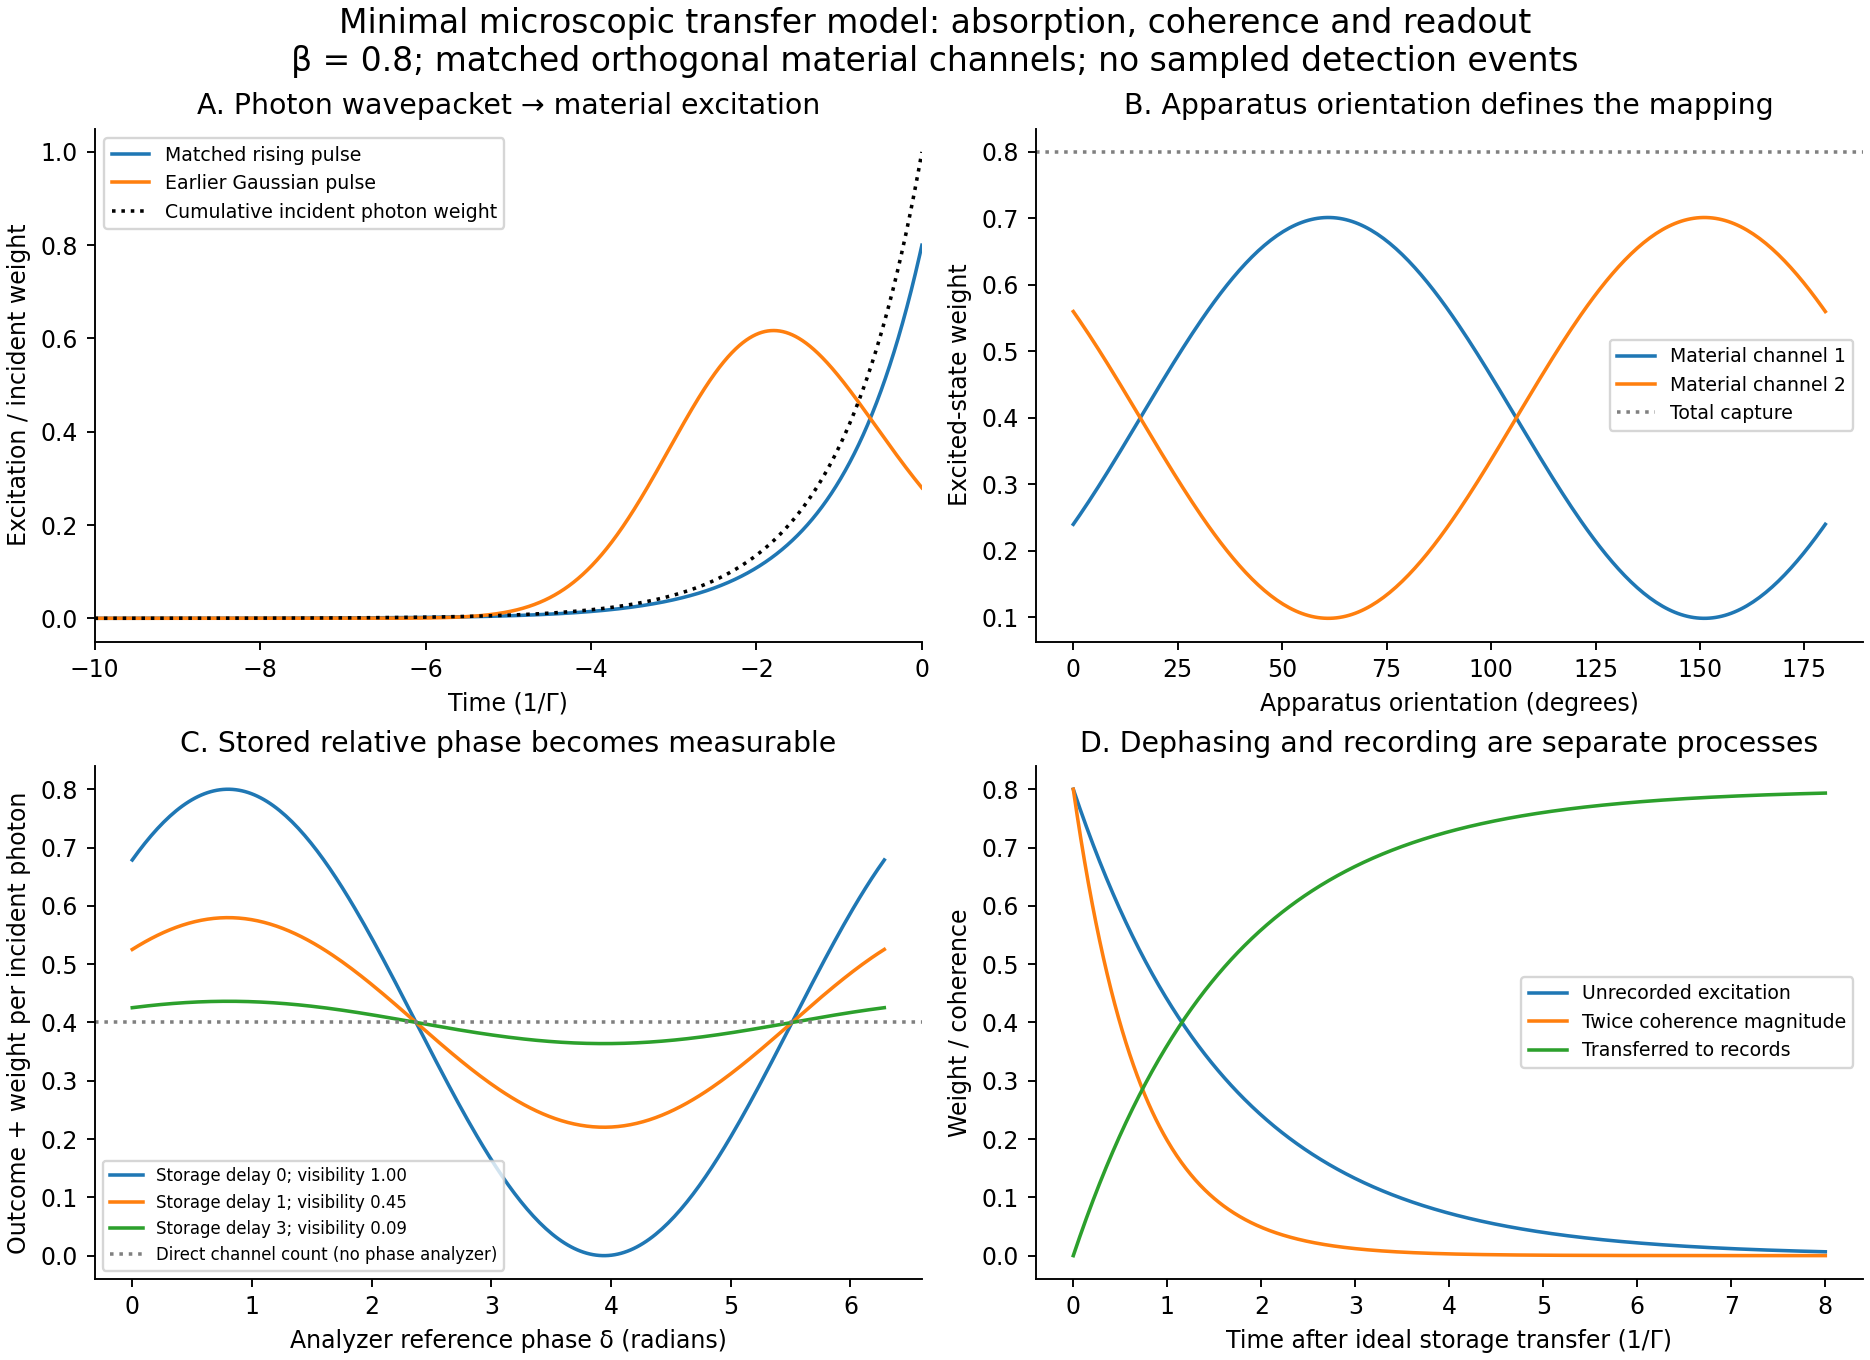 Minimal microscopic transfer model: absorption, coherence and readout
β = 0.8; matched orthogonal material channels; no sampled detection events
A. Photon wavepacket → material excitation
Excitation / incident weight
1.0
0.8
0.6
0.4
0.2
0.0
Matched rising pulse
Earlier Gaussian pulse
Cumulative incident photon weight
−10
−8
−6
−4
−2
0
Time (1/Γ)
B. Apparatus orientation defines the mapping
Excited-state weight
0.8
0.7
0.6
0.5
0.4
0.3
0.2
0.1
Material channel 1
Material channel 2
Total capture
0
25
50
75
100
125
150
175
Apparatus orientation (degrees)
C. Stored relative phase becomes measurable
Outcome + weight per incident photon
0.8
0.7
0.6
0.5
0.4
0.3
0.2
0.1
0.0
Storage delay 0; visibility 1.00
Storage delay 1; visibility 0.45
Storage delay 3; visibility 0.09
Direct channel count (no phase analyzer)
0
1
2
3
4
5
6
Analyzer reference phase δ (radians)
D. Dephasing and recording are separate processes
Weight / coherence
0.8
0.7
0.6
0.5
0.4
0.3
0.2
0.1
0.0
Unrecorded excitation
Twice coherence magnitude
Transferred to records
0
1
2
3
4
5
6
7
8
Time after ideal storage transfer (1/Γ)